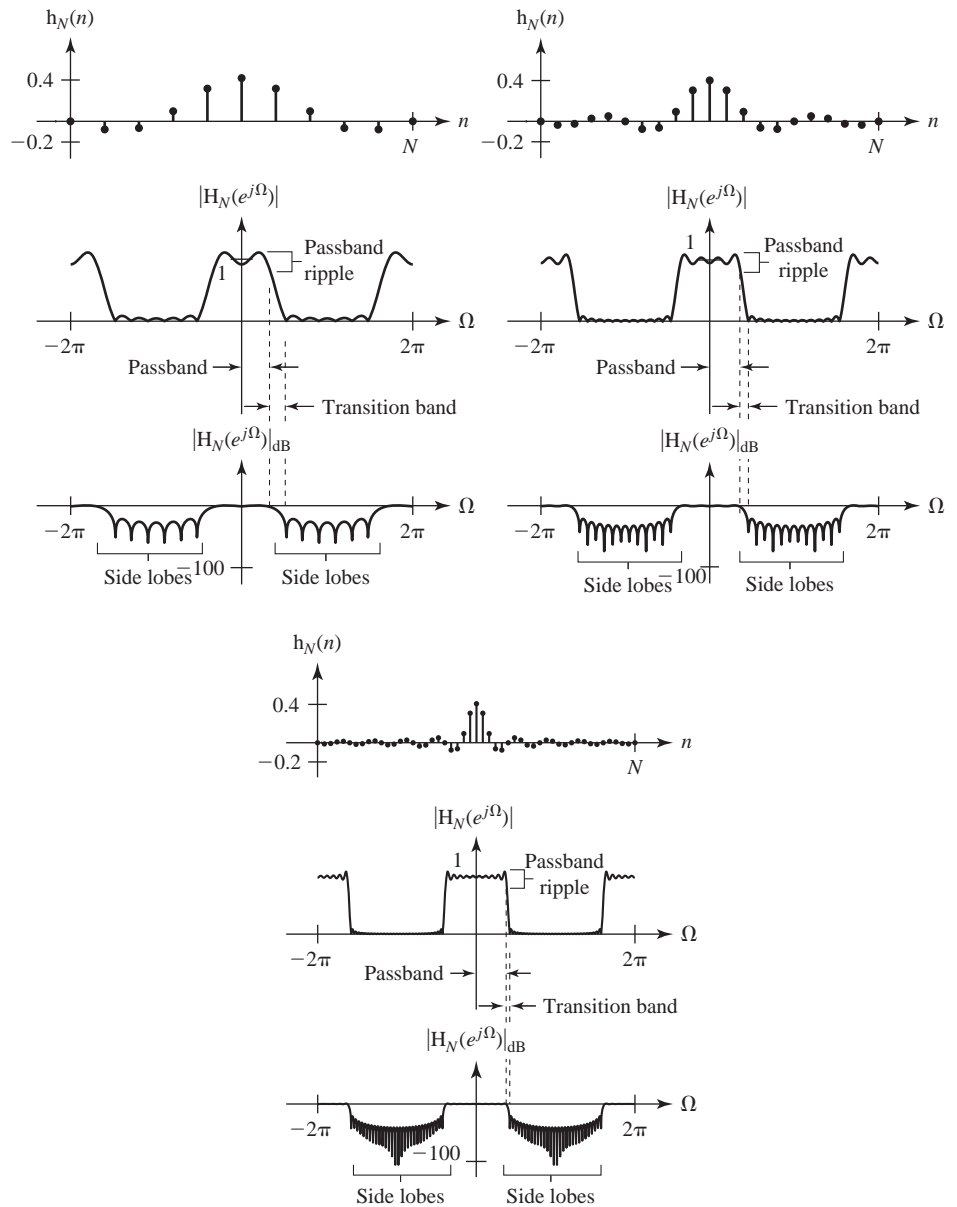 h_N(n)
0.4
−0.2
n
N
|H_N(e^{jΩ})|
Passband
ripple
1
Ω
−2π
2π
Passband
Transition band
|H_N(e^{jΩ})|_dB
Ω
−2π
2π
−100
Side lobes
Side lobes
h_N(n)
0.4
−0.2
n
N
|H_N(e^{jΩ})|
1
Passband
ripple
Ω
−2π
2π
Passband
Transition band
|H_N(e^{jΩ})|_dB
Ω
−2π
2π
−100
Side lobes
Side lobes
h_N(n)
0.4
−0.2
n
N
|H_N(e^{jΩ})|
1
Passband
ripple
Ω
−2π
2π
Passband
Transition band
|H_N(e^{jΩ})|_dB
Ω
−2π
2π
−100
Side lobes
Side lobes